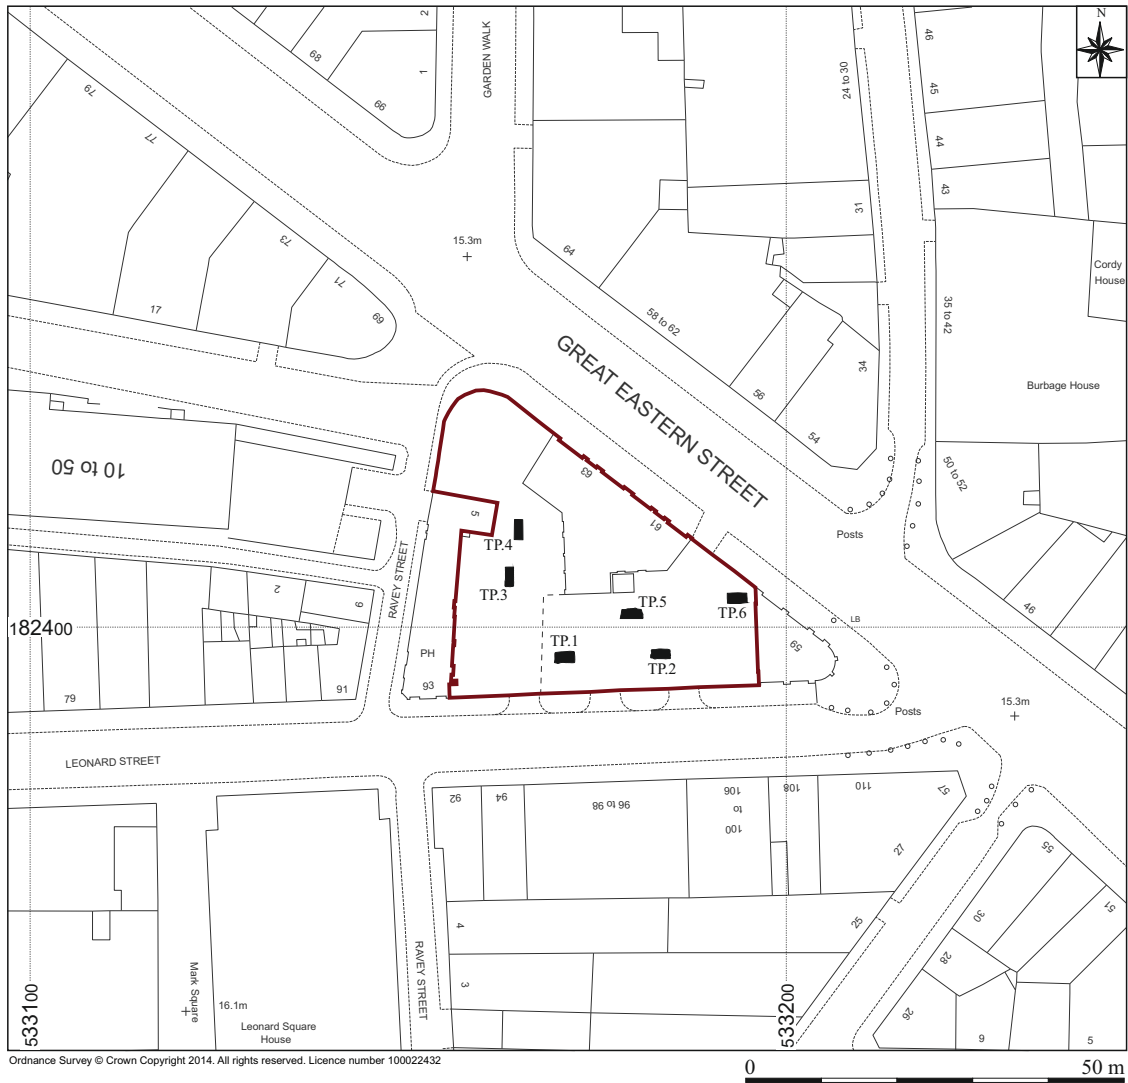 N
2
68
1
66
GARDEN WALK
24 to 30
46
45
44
43
79
77
73
71
69
17
15.3m
64
58 to 62
56
54
31
34
35 to 42
Cordy
House
Burbage House
GREAT EASTERN STREET
10 to 50
63
61
5
TP.4
TP.3
TP.5
TP.6
TP.1
TP.2
RAVEY STREET
2
9
182400
PH
93
91
79
59
LB
Posts
50 to 52
46
Posts
15.3m
LEONARD STREET
92
94
96 to 98
100
to
106
108
110
57
27
25
55
51
30
28
26
9
5
4
3
RAVEY STREET
Mark Square
16.1m
Leonard Square
House
533100
533200
Ordnance Survey © Crown Copyright 2014. All rights reserved. Licence number 100022432
0
50 m